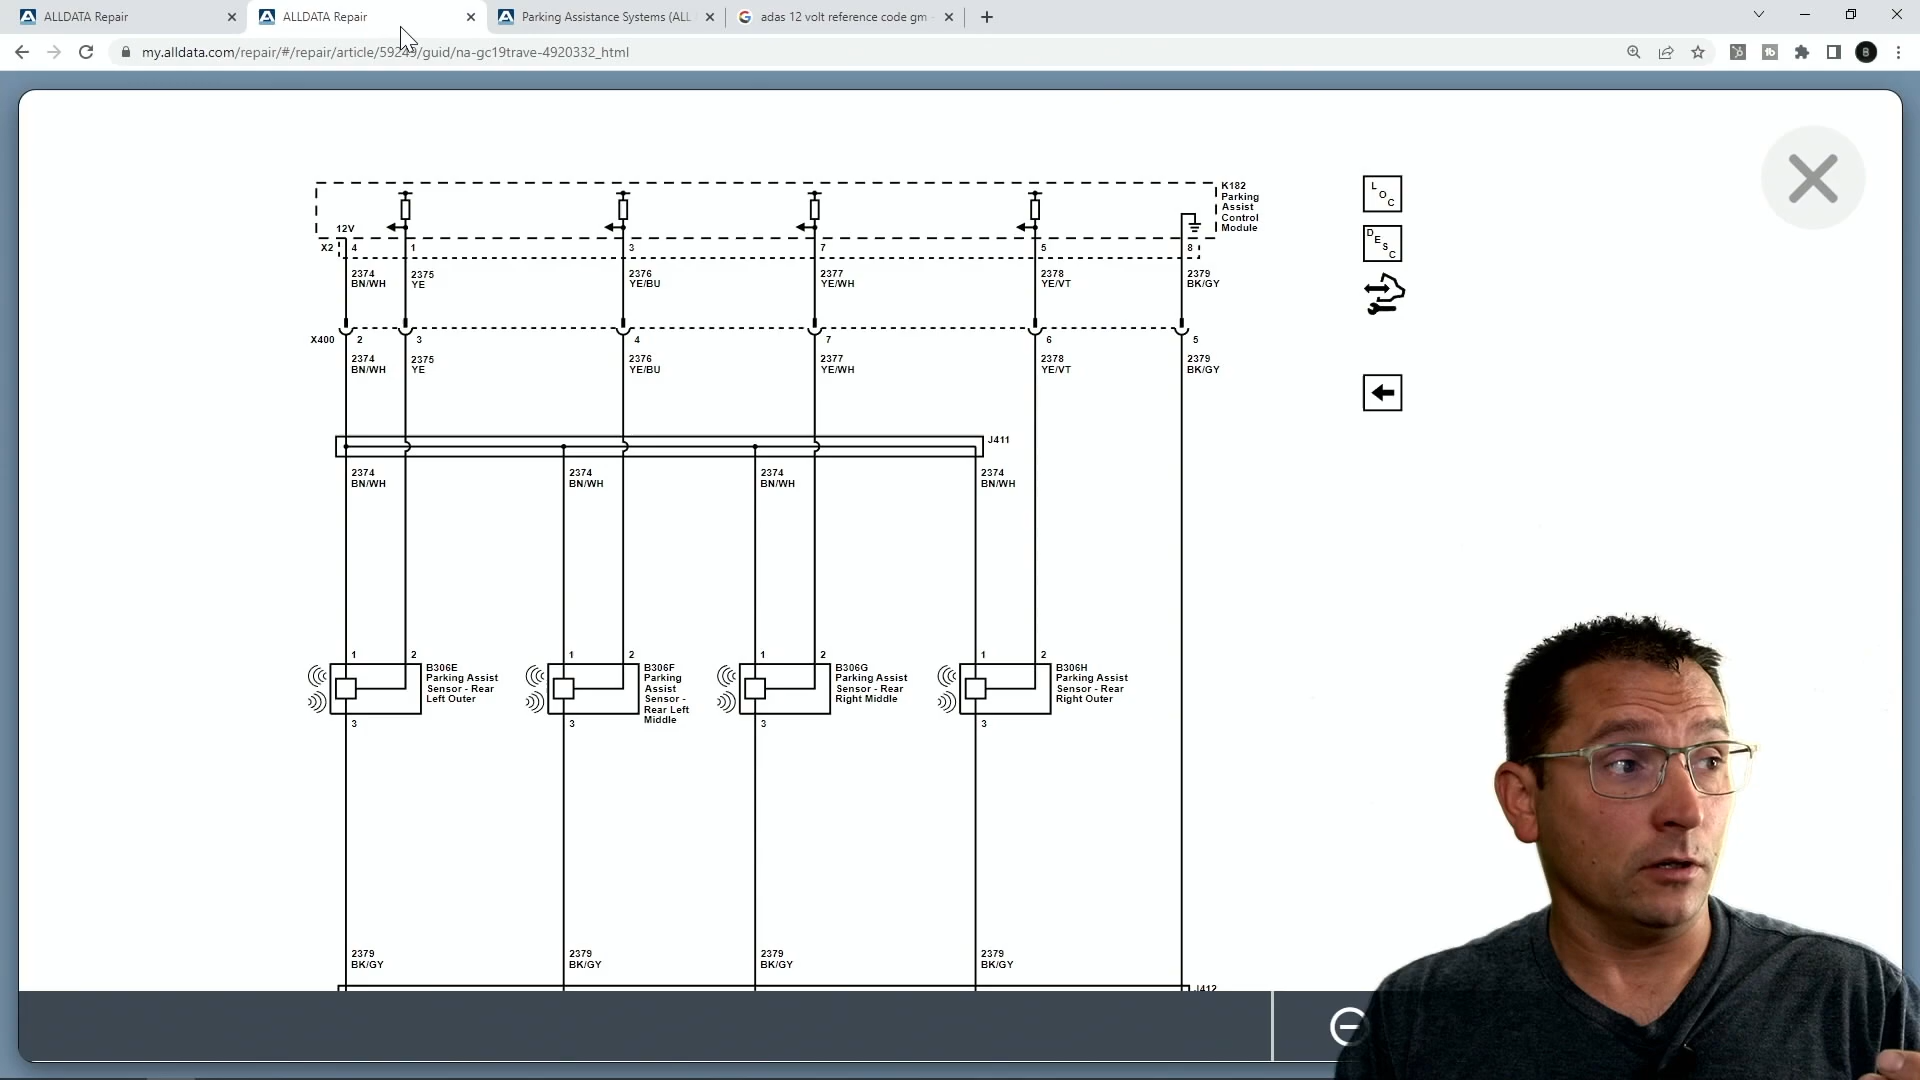 ALLDATA Repair
ALLDATA Repair
Parking Assistance Systems (ALL
adas 12 volt reference code gm
my.alldata.com/repair/#/repair/article/59249/guid/na-gc19trave-4920332_html
K182
Parking
Assist
Control
Module
L
O
C
D
E
S
C
12V
X2 4 1 3 7 5 8
2374 2375 2376 2377 2378 2379
BN/WH YE YE/BU YE/WH YE/VT BK/GY
X400 2 3 4 7 6 5
2374 2375 2376 2377 2378 2379
BN/WH YE YE/BU YE/WH YE/VT BK/GY
J411
2374 2374 2374 2374
BN/WH BN/WH BN/WH BN/WH
1 2 1 2 1 2 1 2
B306E
Parking Assist
Sensor - Rear
Left Outer
B306F
Parking
Assist
Sensor -
Rear Left
Middle
B306G
Parking Assist
Sensor - Rear
Right Middle
B306H
Parking Assist
Sensor - Rear
Right Outer
3 3 3 3
2379 2379 2379 2379
BK/GY BK/GY BK/GY BK/GY
J412